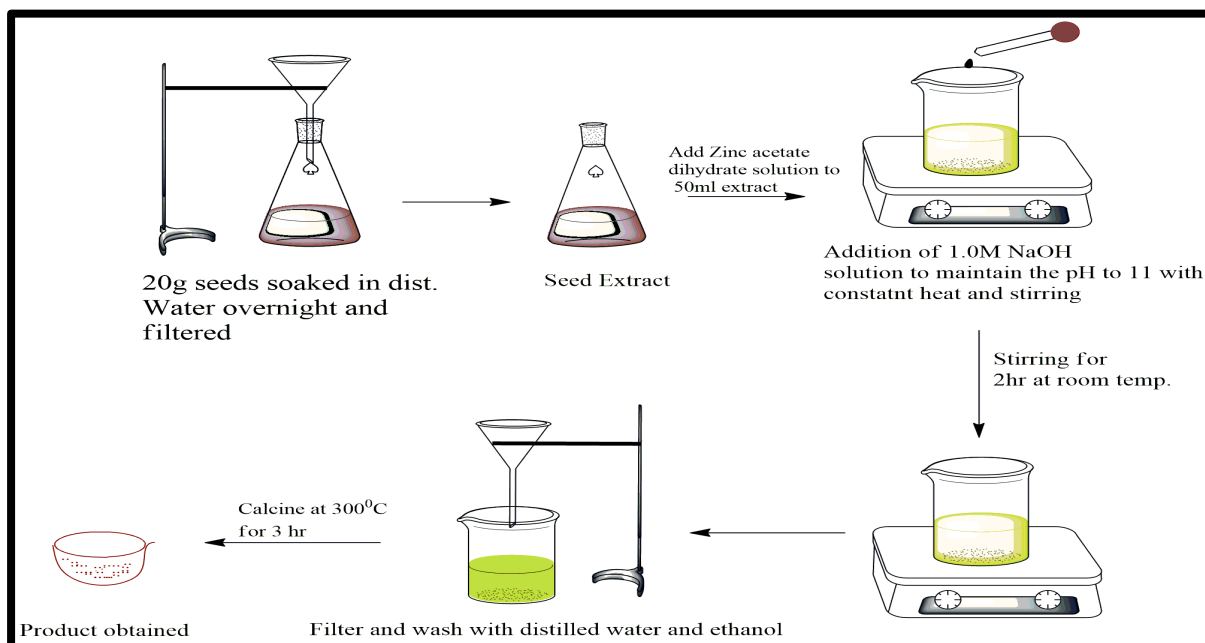 20g seeds soaked in dist.
Water overnight and
filtered
Seed Extract
Add Zinc acetate
dihydrate solution to
50ml extract
Addition of 1.0M NaOH
solution to maintain the pH to 11 with
constatnt heat and stirring
Stirring for
2hr at room temp.
Filter and wash with distilled water and ethanol
Calcine at 300⁰C
for 3 hr
Product obtained